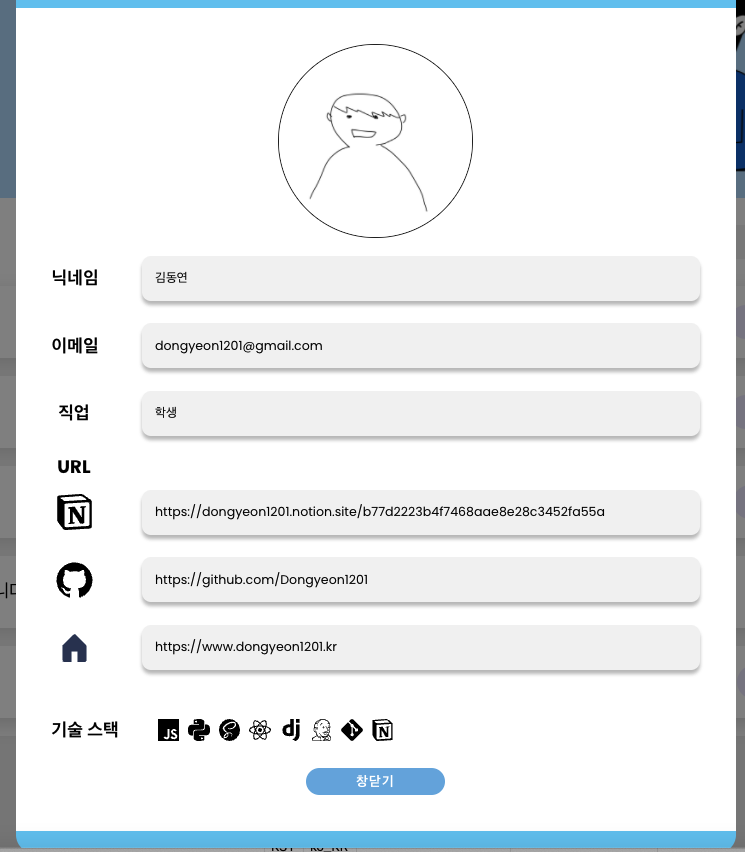 닉네임
김동연
이메일
dongyeon1201@gmail.com
직업
학생
URL
N
https://dongyeon1201.notion.site/b77d2223b4f7468aae8e28c3452fa55a
https://github.com/Dongyeon1201
https://www.dongyeon1201.kr
니다
기술 스택
JS
dj
N
창닫기